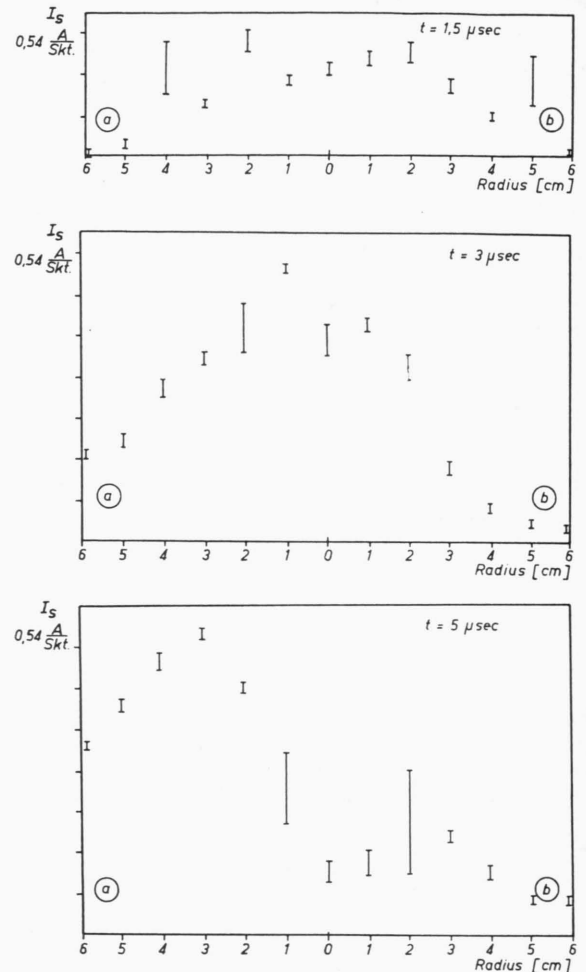 I_s
0,54 A/Skt.
t = 1,5 μsec
a
b
6 5 4 3 2 1 0 1 2 3 4 5 6
Radius [cm]
I_s
0,54 A/Skt.
t = 3 μsec
a
b
6 5 4 3 2 1 0 1 2 3 4 5 6
Radius [cm]
I_s
0,54 A/Skt.
t = 5 μsec
a
b
6 5 4 3 2 1 0 1 2 3 4 5 6
Radius [cm]